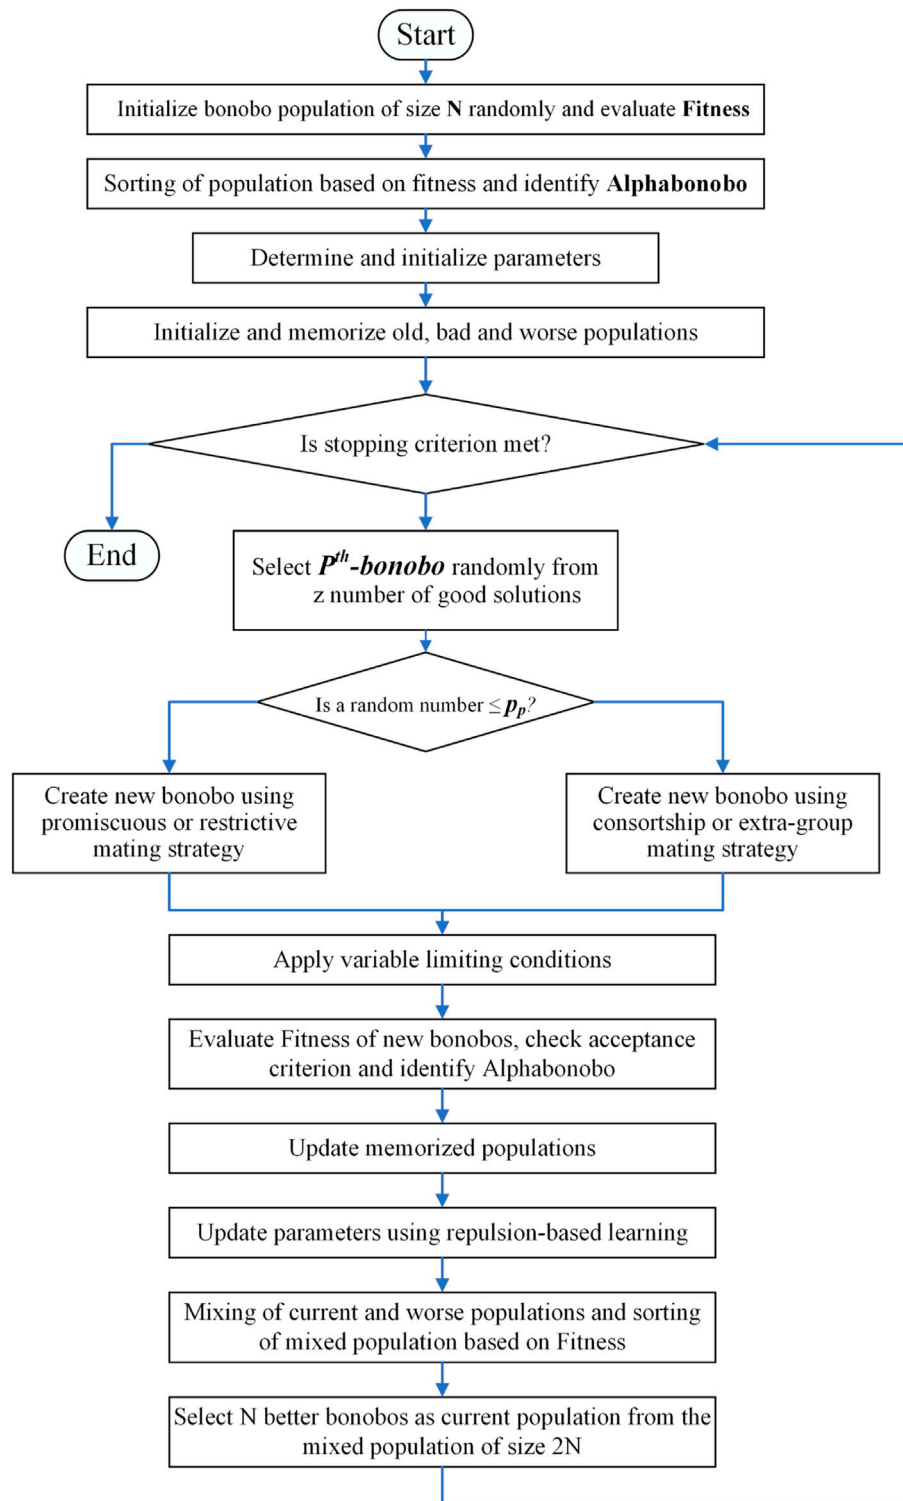 Start
Initialize bonobo population of size N randomly and evaluate Fitness
Sorting of population based on fitness and identify Alphabonobo
Determine and initialize parameters
Initialize and memorize old, bad and worse populations
Is stopping criterion met?
End
Select Pth-bonobo randomly from
z number of good solutions
Is a random number ≤ pp?
Create new bonobo using
promiscuous or restrictive
mating strategy
Create new bonobo using
consortship or extra-group
mating strategy
Apply variable limiting conditions
Evaluate Fitness of new bonobos, check acceptance
criterion and identify Alphabonobo
Update memorized populations
Update parameters using repulsion-based learning
Mixing of current and worse populations and sorting
of mixed population based on Fitness
Select N better bonobos as current population from the
mixed population of size 2N